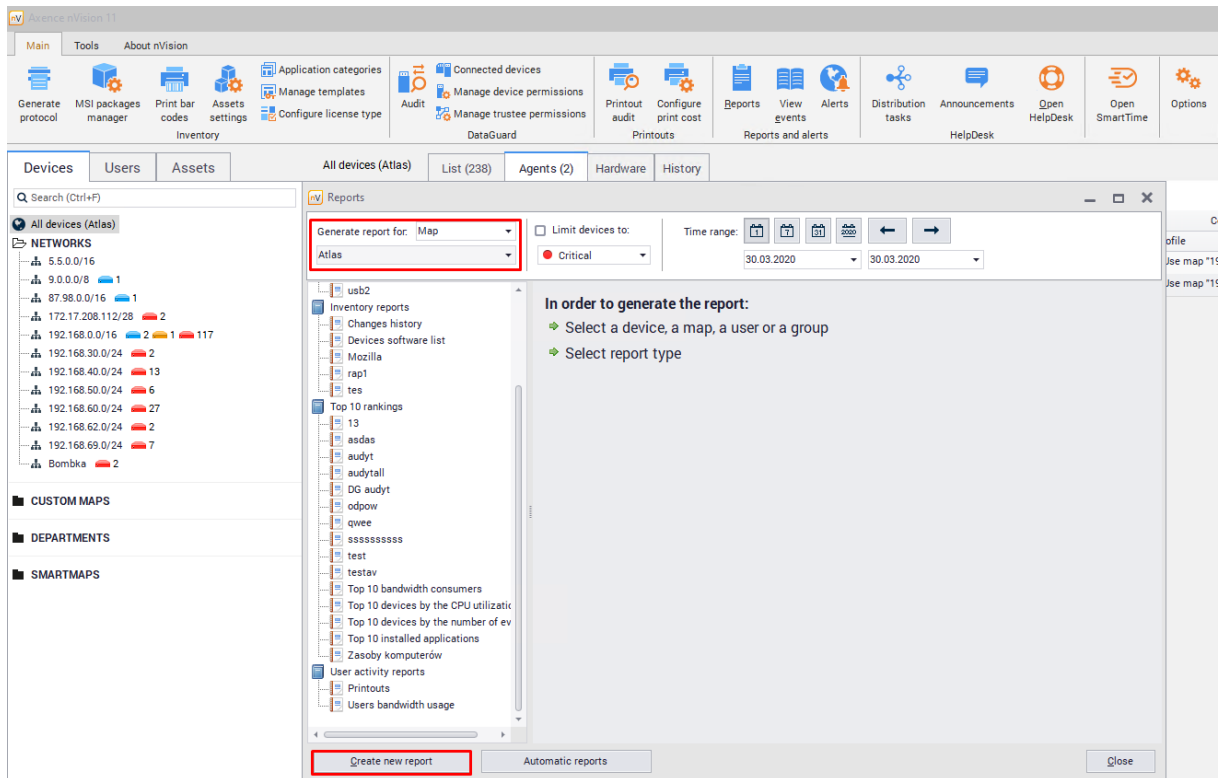 nV Axence nVision 11
Main Tools About nVision
Generate protocol
MSI packages manager
Print bar codes
Assets settings
Application categories
Manage templates
Configure license type
Inventory
Audit
Connected devices
Manage device permissions
Manage trustee permissions
DataGuard
Printout audit
Configure print cost
Printouts
Reports
View events
Alerts
Reports and alerts
Distribution tasks
Announcements
Open HelpDesk
HelpDesk
Open SmartTime
Options
Devices Users Assets
All devices (Atlas) List (238) Agents (2) Hardware History
Search (Ctrl+F)
All devices (Atlas)
NETWORKS
5.5.0.0/16
9.0.0.0/8 1
87.98.0.0/16 1
172.17.208.112/28 2
192.168.0.0/16 2 1 117
192.168.30.0/24 2
192.168.40.0/24 13
192.168.50.0/24 6
192.168.60.0/24 27
192.168.62.0/24 2
192.168.69.0/24 7
Bombka 2
CUSTOM MAPS
DEPARTMENTS
SMARTMAPS
nV Reports
Generate report for: Map
Atlas
Limit devices to:
Critical
Time range: 1 7 31
30.03.2020 30.03.2020
usb2
Inventory reports
Changes history
Devices software list
Mozilla
rap1
tes
Top 10 rankings
13
asdas
audyt
audytall
DG audyt
odpow
qwee
ssssssssss
test
testav
Top 10 bandwidth consumers
Top 10 devices by the CPU utilizatic
Top 10 devices by the number of ev
Top 10 installed applications
Zasoby komputerów
User activity reports
Printouts
Users bandwidth usage
In order to generate the report:
Select a device, a map, a user or a group
Select report type
Create new report Automatic reports Close
C
ofile
Use map "19
Use map "19